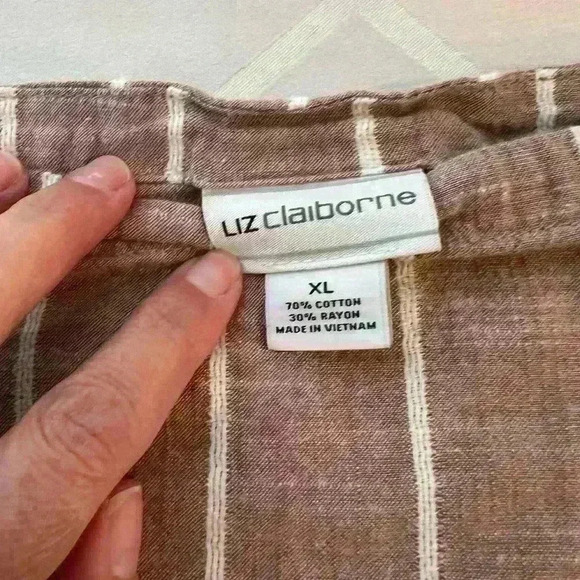 LIZ claiborne
XL
70% COTTON
30% RAYON
MADE IN VIETNAM